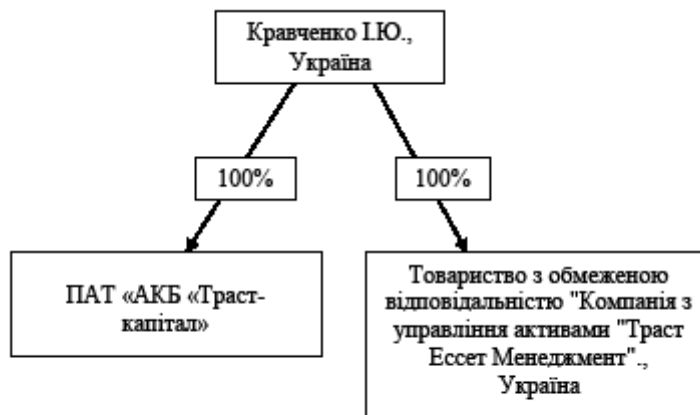 Кравченко І.Ю.,
Україна
100%
100%
ПАТ «АКБ «Траст-
капітал»
Товариство з обмеженою
відповідальністю "Компанія з
управління активами "Траст
Ессет Менеджмент".,
Україна